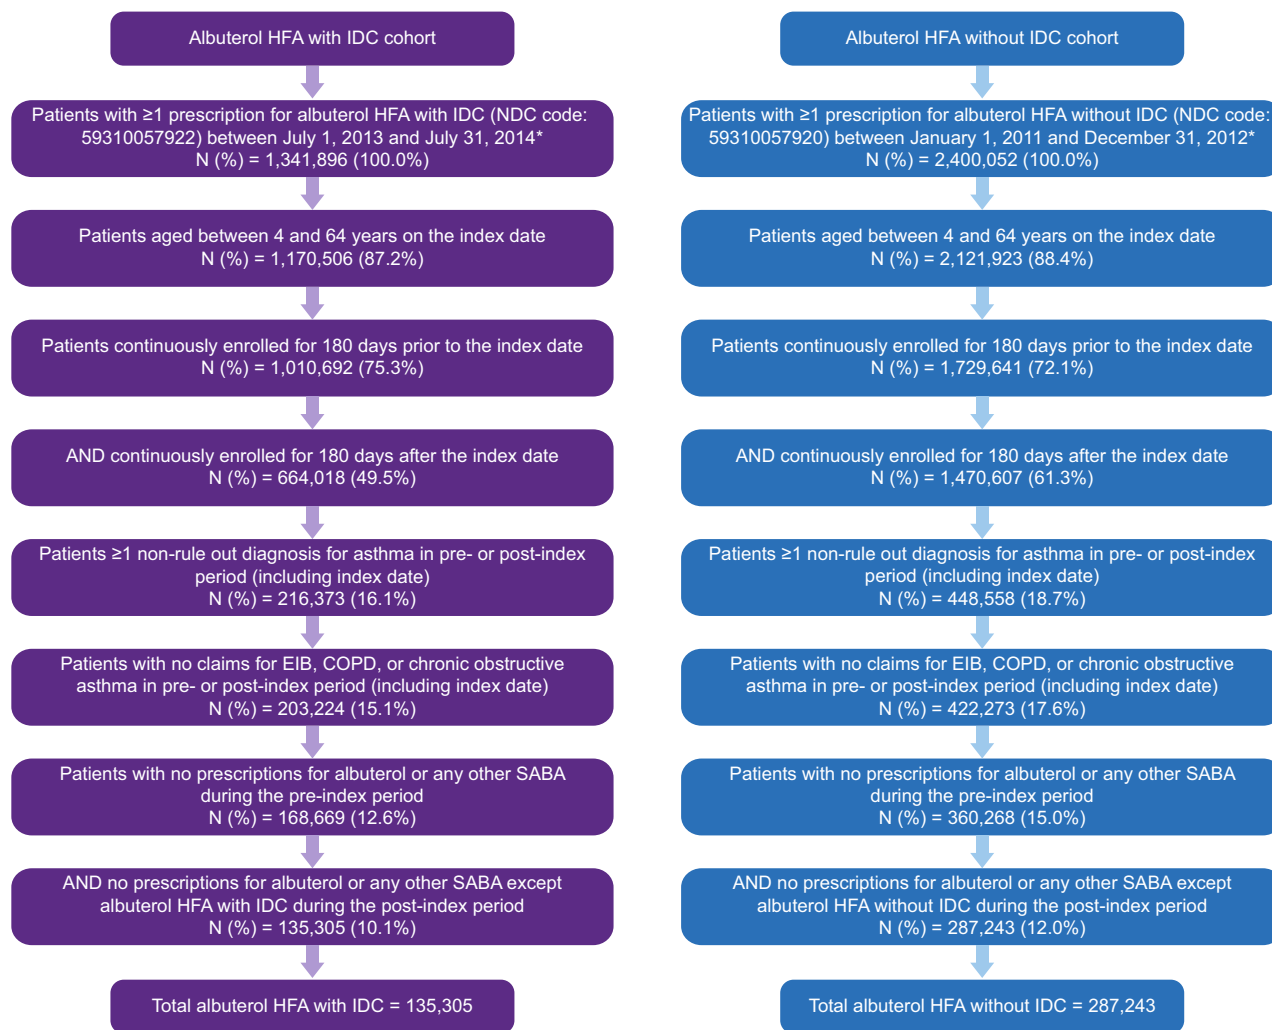 Albuterol HFA with IDC cohort
Patients with ≥1 prescription for albuterol HFA with IDC (NDC code:
59310057922) between July 1, 2013 and July 31, 2014*
N (%) = 1,341,896 (100.0%)
Patients aged between 4 and 64 years on the index date
N (%) = 1,170,506 (87.2%)
Patients continuously enrolled for 180 days prior to the index date
N (%) = 1,010,692 (75.3%)
AND continuously enrolled for 180 days after the index date
N (%) = 664,018 (49.5%)
Patients ≥1 non-rule out diagnosis for asthma in pre- or post-index
period (including index date)
N (%) = 216,373 (16.1%)
Patients with no claims for EIB, COPD, or chronic obstructive
asthma in pre- or post-index period (including index date)
N (%) = 203,224 (15.1%)
Patients with no prescriptions for albuterol or any other SABA
during the pre-index period
N (%) = 168,669 (12.6%)
AND no prescriptions for albuterol or any other SABA except
albuterol HFA with IDC during the post-index period
N (%) = 135,305 (10.1%)
Total albuterol HFA with IDC = 135,305
Albuterol HFA without IDC cohort
Patients with ≥1 prescription for albuterol HFA without IDC (NDC code:
59310057920) between January 1, 2011 and December 31, 2012*
N (%) = 2,400,052 (100.0%)
Patients aged between 4 and 64 years on the index date
N (%) = 2,121,923 (88.4%)
Patients continuously enrolled for 180 days prior to the index date
N (%) = 1,729,641 (72.1%)
AND continuously enrolled for 180 days after the index date
N (%) = 1,470,607 (61.3%)
Patients ≥1 non-rule out diagnosis for asthma in pre- or post-index
period (including index date)
N (%) = 448,558 (18.7%)
Patients with no claims for EIB, COPD, or chronic obstructive
asthma in pre- or post-index period (including index date)
N (%) = 422,273 (17.6%)
Patients with no prescriptions for albuterol or any other SABA
during the pre-index period
N (%) = 360,268 (15.0%)
AND no prescriptions for albuterol or any other SABA except
albuterol HFA without IDC during the post-index period
N (%) = 287,243 (12.0%)
Total albuterol HFA without IDC = 287,243